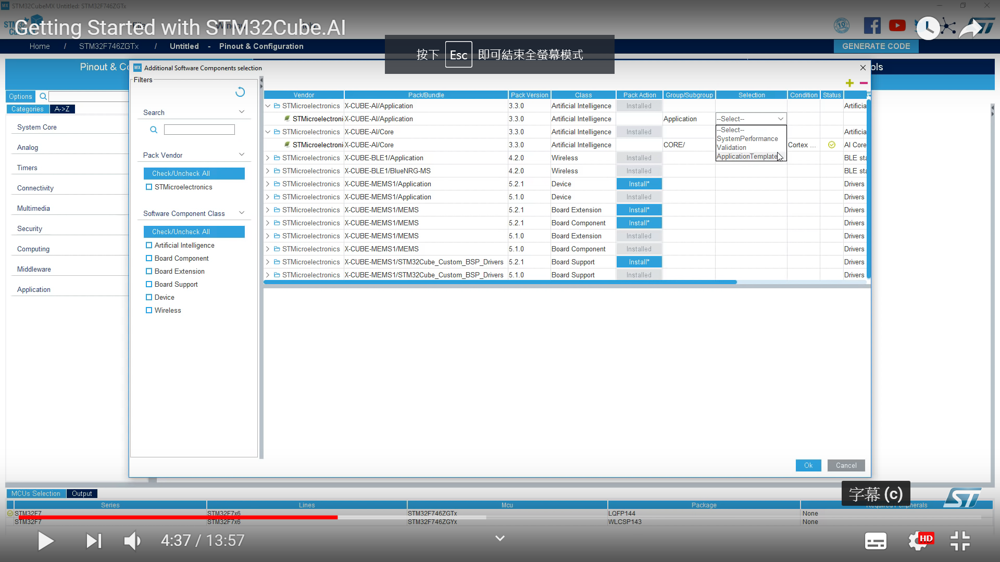 MX STM32CubeMX Untitled: STM32F746ZGTx
Getting Started with STM32Cube.AI
Home / STM32F746ZGTx / Untitled - Pinout & Configuration
GENERATE CODE
按下 Esc 即可結束全螢幕模式
Pinout & Co
ols
Options
Categories A->Z
System Core
Analog
Timers
Connectivity
Multimedia
Security
Computing
Middleware
Application
MX Additional Software Components selection
Filters
Search
Pack Vendor
Check/Uncheck All
STMicroelectronics
Software Component Class
Check/Uncheck All
Artificial Intelligence
Board Component
Board Extension
Board Support
Device
Wireless
Vendor Pack/Bundle Pack Version Class Pack Action Group/Subgroup Selection Condition Status
STMicroelectronics X-CUBE-AI/Application 3.3.0 Artificial Intelligence Installed Artificia
STMicroelectroni X-CUBE-AI/Application 3.3.0 Artificial Intelligence Application --Select--
STMicroelectronics X-CUBE-AI/Core 3.3.0 Artificial Intelligence Installed Artificia
STMicroelectroni X-CUBE-AI/Core 3.3.0 Artificial Intelligence CORE/ Cortex ... AI Core
--Select--
SystemPerformance
Validation
ApplicationTemplate
STMicroelectronics X-CUBE-BLE1/Application 4.2.0 Wireless Installed BLE sta
STMicroelectronics X-CUBE-BLE1/BlueNRG-MS 4.2.0 Wireless Installed BLE sta
STMicroelectronics X-CUBE-MEMS1/Application 5.2.1 Device Install* Drivers
STMicroelectronics X-CUBE-MEMS1/Application 5.1.0 Device Installed Drivers
STMicroelectronics X-CUBE-MEMS1/MEMS 5.2.1 Board Extension Install* Drivers
STMicroelectronics X-CUBE-MEMS1/MEMS 5.2.1 Board Component Install* Drivers
STMicroelectronics X-CUBE-MEMS1/MEMS 5.1.0 Board Extension Installed Drivers
STMicroelectronics X-CUBE-MEMS1/MEMS 5.1.0 Board Component Installed Drivers
STMicroelectronics X-CUBE-MEMS1/STM32Cube_Custom_BSP_Drivers 5.2.1 Board Support Install* Drivers
STMicroelectronics X-CUBE-MEMS1/STM32Cube_Custom_BSP_Drivers 5.1.0 Board Support Installed Drivers
Ok Cancel
字幕 (c)
MCUs Selection Output
Series Lines Mcu Package Required Peripherals
STM32F7 STM32F7x6 STM32F746ZGTx LQFP144 None
STM32F7 STM32F7x6 STM32F746ZGYx WLCSP143 None
4:37 / 13:57
HD
ST